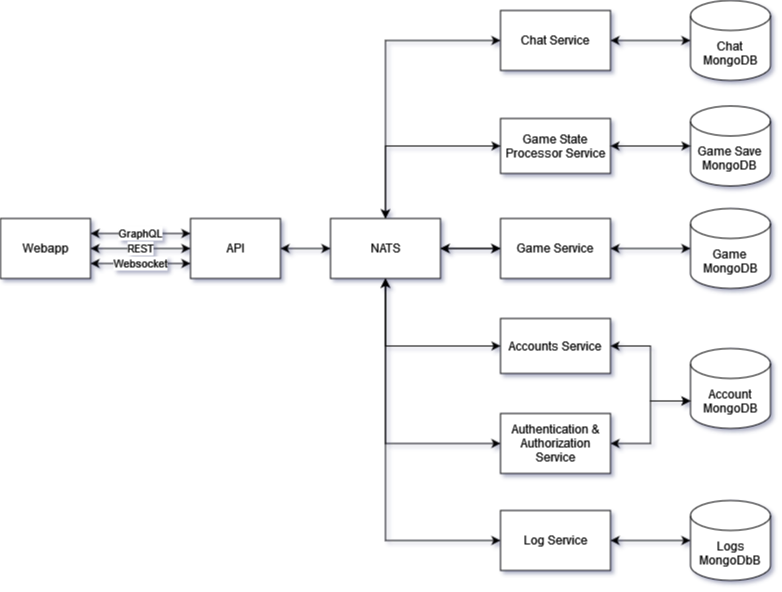 Chat Service
Chat
MongoDB
Game State
Processor Service
Game Save
MongoDB
Webapp
GraphQL
REST
Websocket
API
NATS
Game Service
Game
MongoDB
Accounts Service
Account
MongoDB
Authentication &
Authorization
Service
Log Service
Logs
MongoDbB